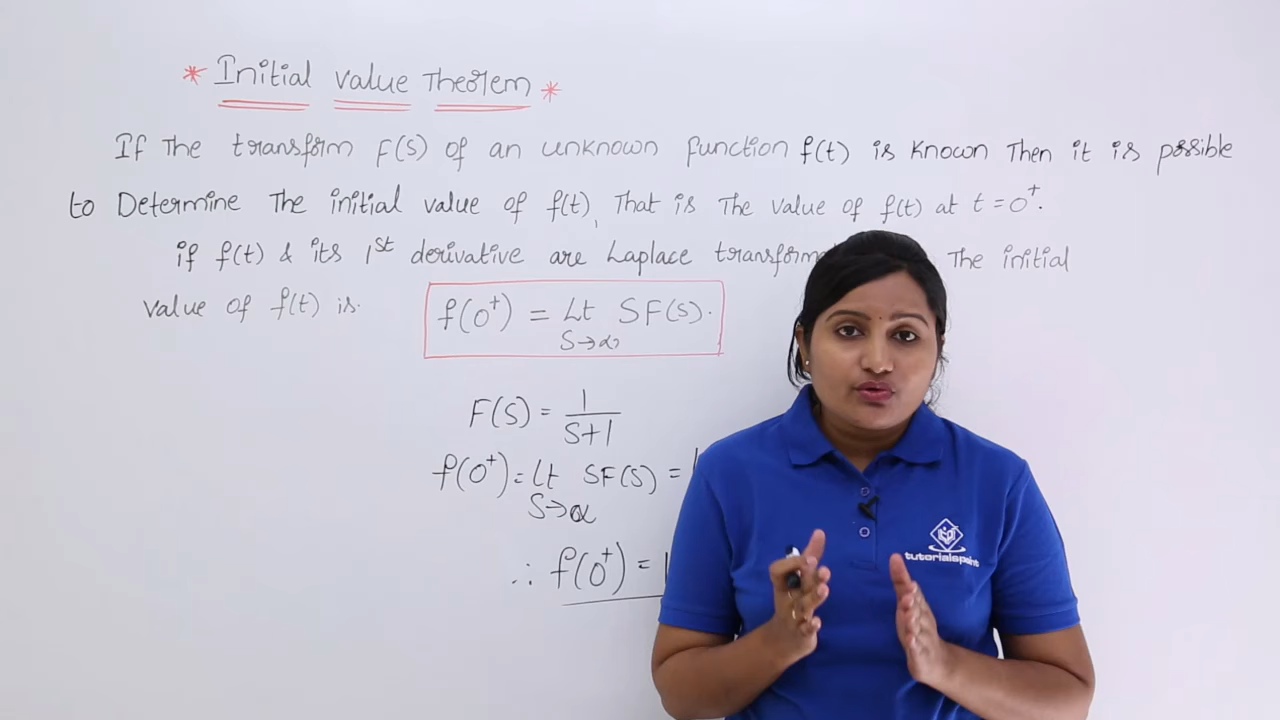 * Initial value Theorem *
If The transform F(S) of an unknown function f(t) is known Then it is possible
to Determine The initial value of f(t), That is The value of f(t) at t = 0⁺.
if f(t) & its 1st derivative are Laplace The initial
value of f(t) is.
f(0⁺) = Lt SF(S).
S→∞
F(S) = 1/(S+1)
f(0⁺) = Lt SF(S) =
S→∝
∴ f(0⁺) = 1
tutorialspoint